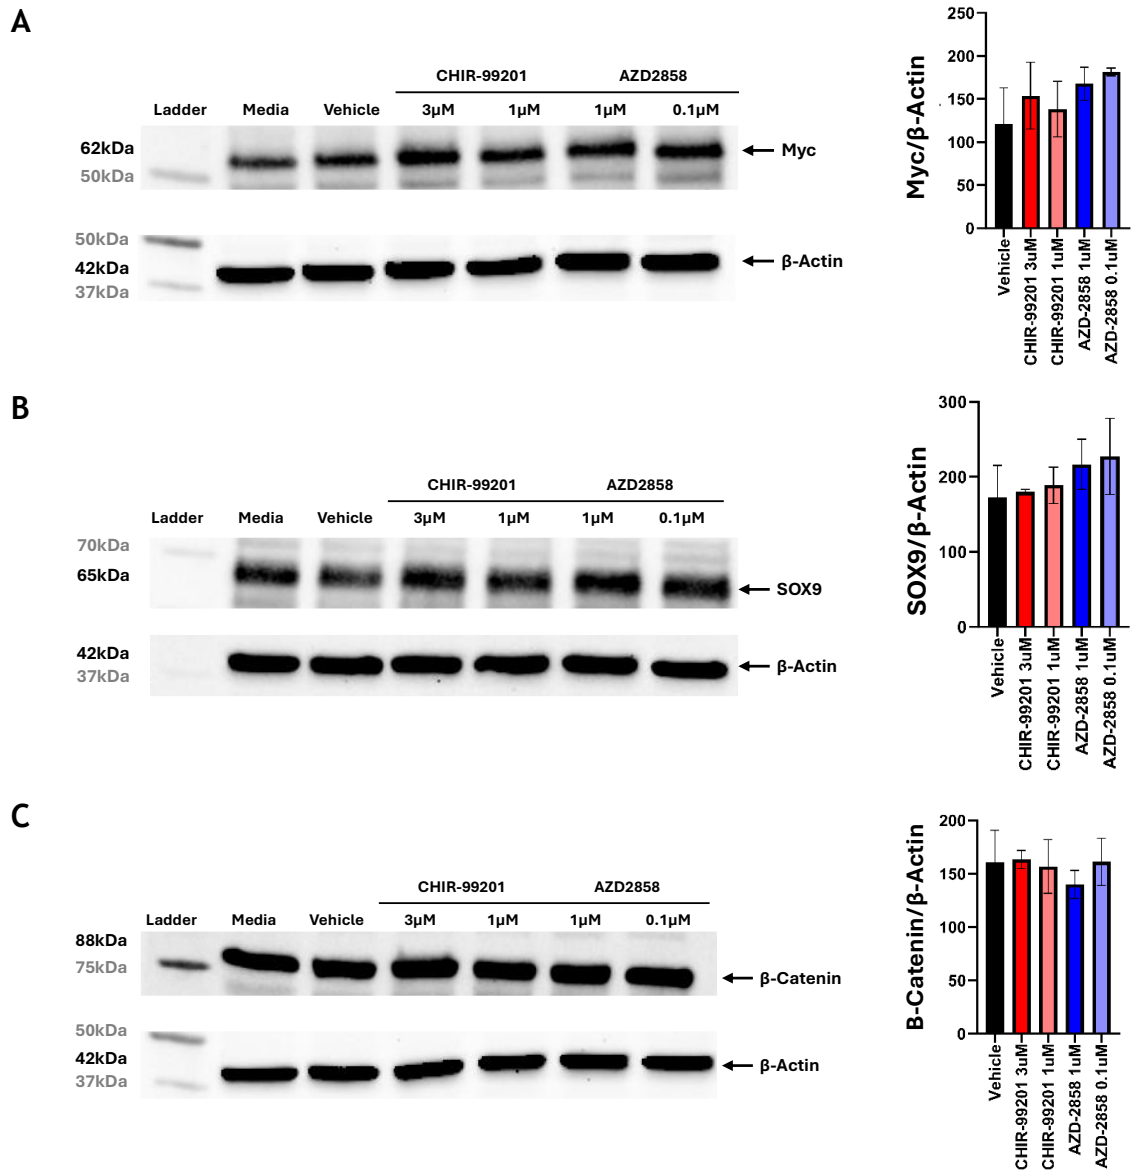 A
CHIR-99201 AZD2858
Ladder Media Vehicle 3µM 1µM 1µM 0.1µM
62kDa
50kDa
Myc
50kDa
42kDa
37kDa
β-Actin
Myc/β-Actin
250
200
150
100
50
0
Vehicle
CHIR-99201 3uM
CHIR-99201 1uM
AZD-2858 1uM
AZD-2858 0.1uM
B
CHIR-99201 AZD2858
Ladder Media Vehicle 3µM 1µM 1µM 0.1µM
70kDa
65kDa
SOX9
42kDa
37kDa
β-Actin
SOX9/β-Actin
300
200
100
0
Vehicle
CHIR-99201 3uM
CHIR-99201 1uM
AZD-2858 1uM
AZD-2858 0.1uM
C
CHIR-99201 AZD2858
Ladder Media Vehicle 3µM 1µM 1µM 0.1µM
88kDa
75kDa
β-Catenin
50kDa
42kDa
37kDa
β-Actin
B-Catenin/β-Actin
200
150
100
50
0
Vehicle
CHIR-99201 3uM
CHIR-99201 1uM
AZD-2858 1uM
AZD-2858 0.1uM